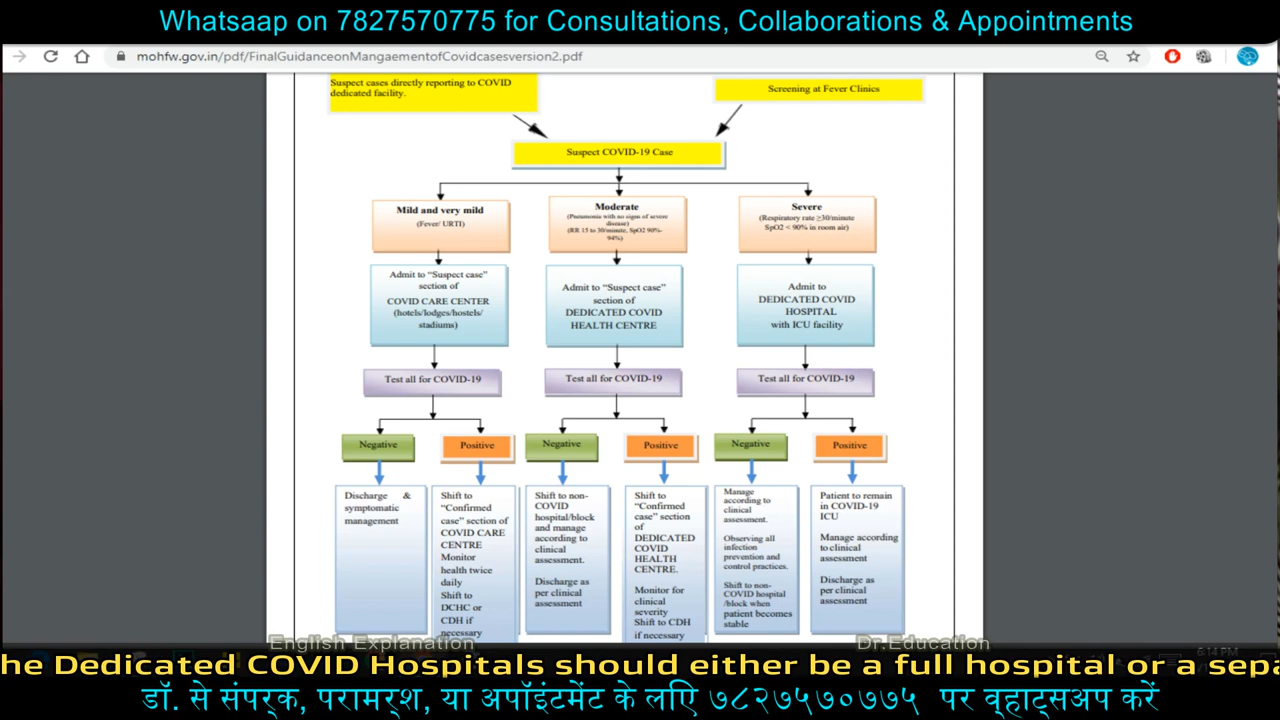 Whatsaap on 7827570775 for Consultations, Collaborations & Appointments
mohfw.gov.in/pdf/FinalGuidanceonMangaementofCovidcasesversion2.pdf
Suspect cases directly reporting to COVID
dedicated facility.
Screening at Fever Clinics
Suspect COVID-19 Case
Mild and very mild
(Fever/ URTI)
Moderate
(Pneumonia with no signs of severe
disease)
(RR 15 to 30/minute, SpO2 90%-
94%)
Severe
(Respiratory rate ≥30/minute
SpO2 < 90% in room air)
Admit to "Suspect case"
section of
COVID CARE CENTER
(hotels/lodges/hostels/
stadiums)
Admit to "Suspect case"
section of
DEDICATED COVID
HEALTH CENTRE
Admit to
DEDICATED COVID
HOSPITAL
with ICU facility
Test all for COVID-19
Test all for COVID-19
Test all for COVID-19
Negative
Positive
Negative
Positive
Negative
Positive
Discharge &
symptomatic
management
Shift to
"Confirmed
case" section of
COVID CARE
CENTRE
Monitor
health twice
daily
Shift to
DCHC or
CDH if
necessary
Shift to non-
COVID
hospital/block
and manage
according to
clinical
assessment.
Discharge as
per clinical
assessment
Shift to
"Confirmed
case" section
of
DEDICATED
COVID
HEALTH
CENTRE.
Monitor for
clinical
severity
Shift to CDH
if necessary
Manage
according to
clinical
assessment.
Observing all
infection
prevention and
control practices.
Shift to non-
COVID hospital
/block when
patient becomes
stable
Patient to remain
in COVID-19
ICU
Manage according
to clinical
assessment
Discharge as
per clinical
assessment
English Explanation
Dr.Education
6:14 PM
he Dedicated COVID Hospitals should either be a full hospital or a sepa
डॉ. से संपर्क, परामर्श, या अपॉइंटमेंट के लिए ७८२७५७०७७५ पर व्हाट्सअप करें